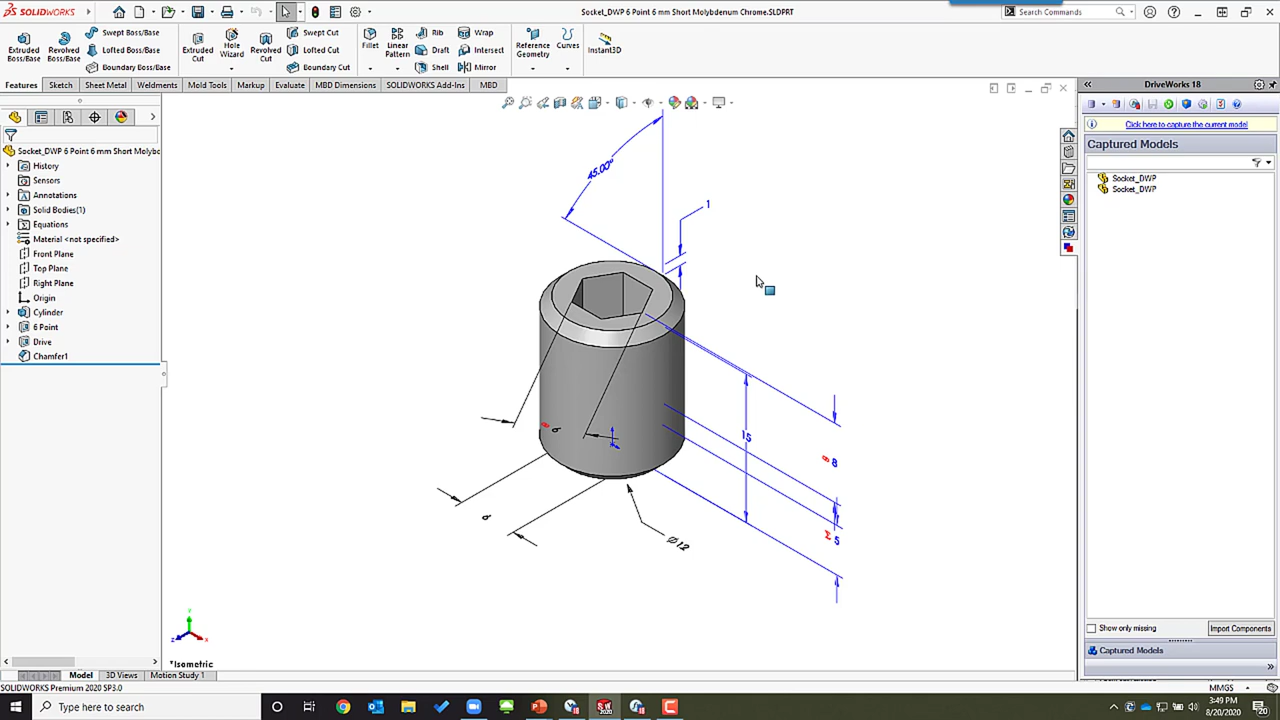 SOLIDWORKS
Socket_DWP 6 Point 6 mm Short Molybdenum Chrome.SLDPRT
Search Commands
Extruded Boss/Base
Revolved Boss/Base
Swept Boss/Base
Lofted Boss/Base
Boundary Boss/Base
Extruded Cut
Hole Wizard
Revolved Cut
Swept Cut
Lofted Cut
Boundary Cut
Fillet
Linear Pattern
Rib
Draft
Shell
Wrap
Intersect
Mirror
Reference Geometry
Curves
Instant3D
Features
Sketch
Sheet Metal
Weldments
Mold Tools
Markup
Evaluate
MBD Dimensions
SOLIDWORKS Add-Ins
MBD
Socket_DWP 6 Point 6 mm Short Molybd
History
Sensors
Annotations
Solid Bodies(1)
Equations
Material <not specified>
Front Plane
Top Plane
Right Plane
Origin
Cylinder
6 Point
Drive
Chamfer1
45.00°
1
15
8
5
6
6
Ø12
*Isometric
DriveWorks 18
Click here to capture the current model
Captured Models
Socket_DWP
Socket_DWP
Show only missing
Import Components
Captured Models
Model
3D Views
Motion Study 1
SOLIDWORKS Premium 2020 SP3.0
MMGS
Type here to search
3:49 PM
8/20/2020